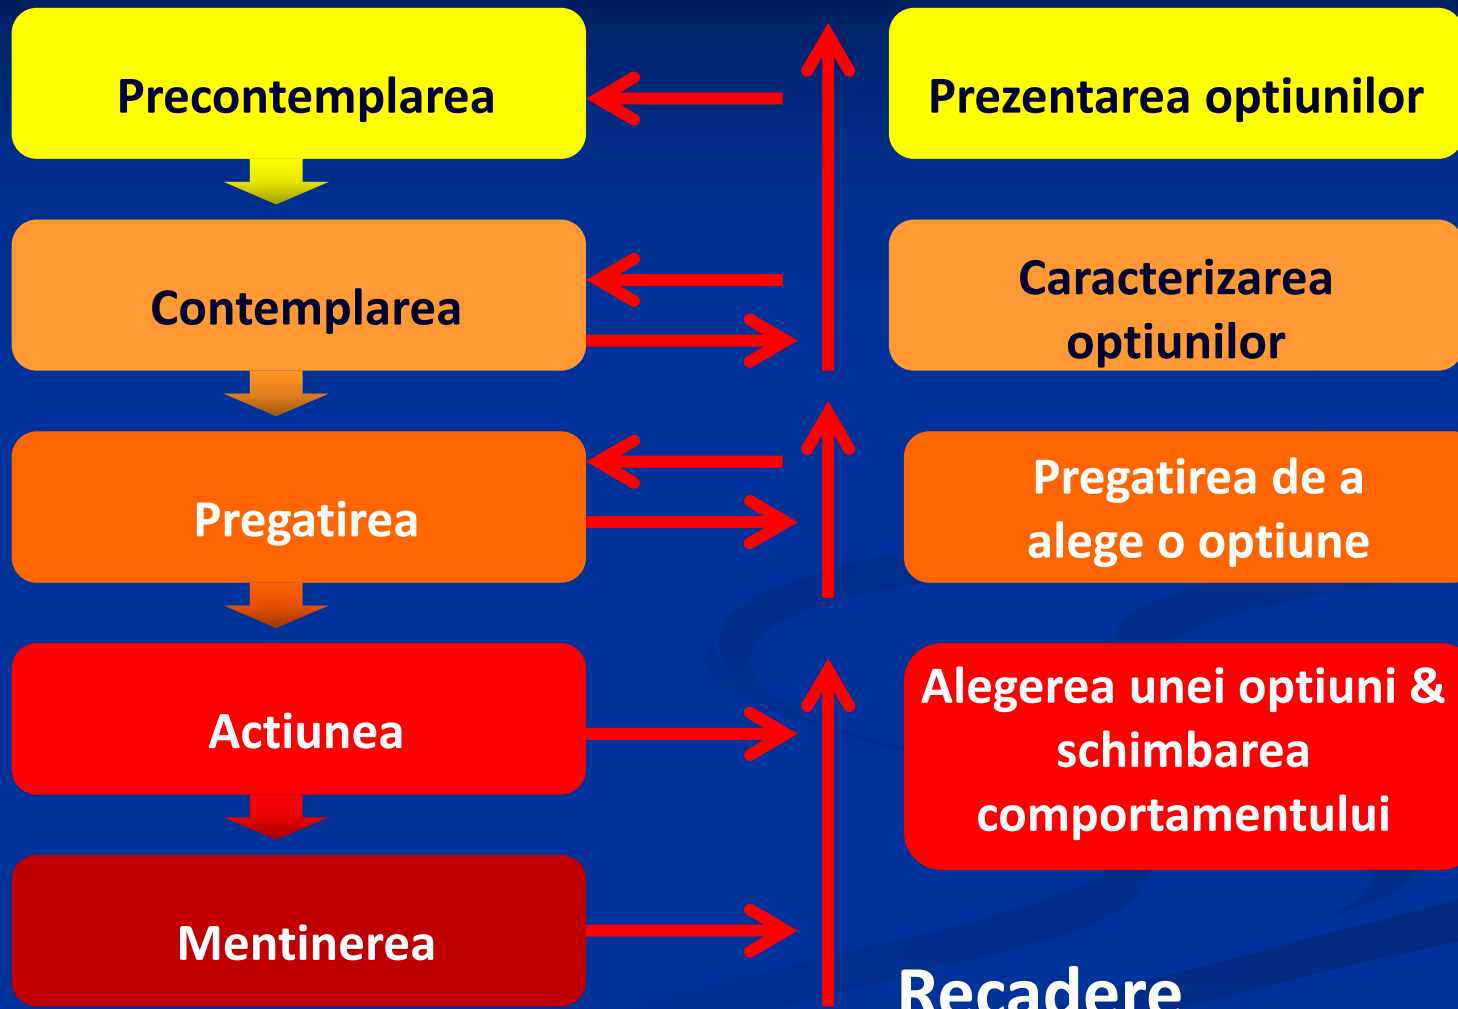 Precontemplarea
Prezentarea optiunilor
Contemplarea
Caracterizarea
optiunilor
Pregatirea
Pregatirea de a
alege o optiune
Actiunea
Alegerea unei optiuni &
schimbarea
comportamentului
Mentinerea
Recadere